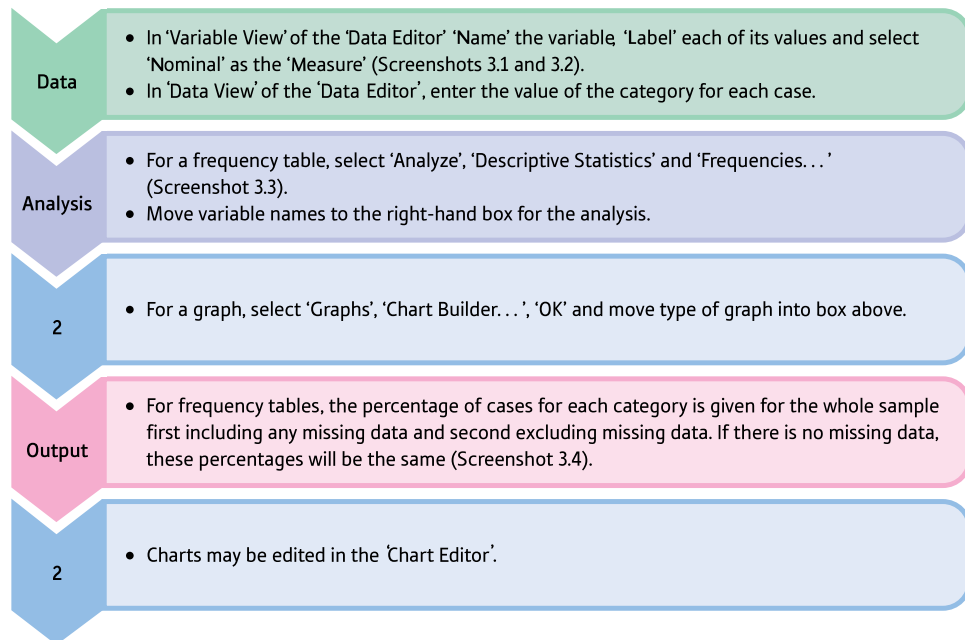 Data
• In ‘Variable View’ of the ‘Data Editor’ ‘Name’ the variable, ‘Label’ each of its values and select
‘Nominal’ as the ‘Measure’ (Screenshots 3.1 and 3.2).
• In ‘Data View’ of the ‘Data Editor’, enter the value of the category for each case.
Analysis
• For a frequency table, select ‘Analyze’, ‘Descriptive Statistics’ and ‘Frequencies. . . ’
(Screenshot 3.3).
• Move variable names to the right-hand box for the analysis.
2
• For a graph, select ‘Graphs’, ‘Chart Builder. . . ’, ‘OK’ and move type of graph into box above.
Output
• For frequency tables, the percentage of cases for each category is given for the whole sample
first including any missing data and second excluding missing data. If there is no missing data,
these percentages will be the same (Screenshot 3.4).
2
• Charts may be edited in the ‘Chart Editor’.